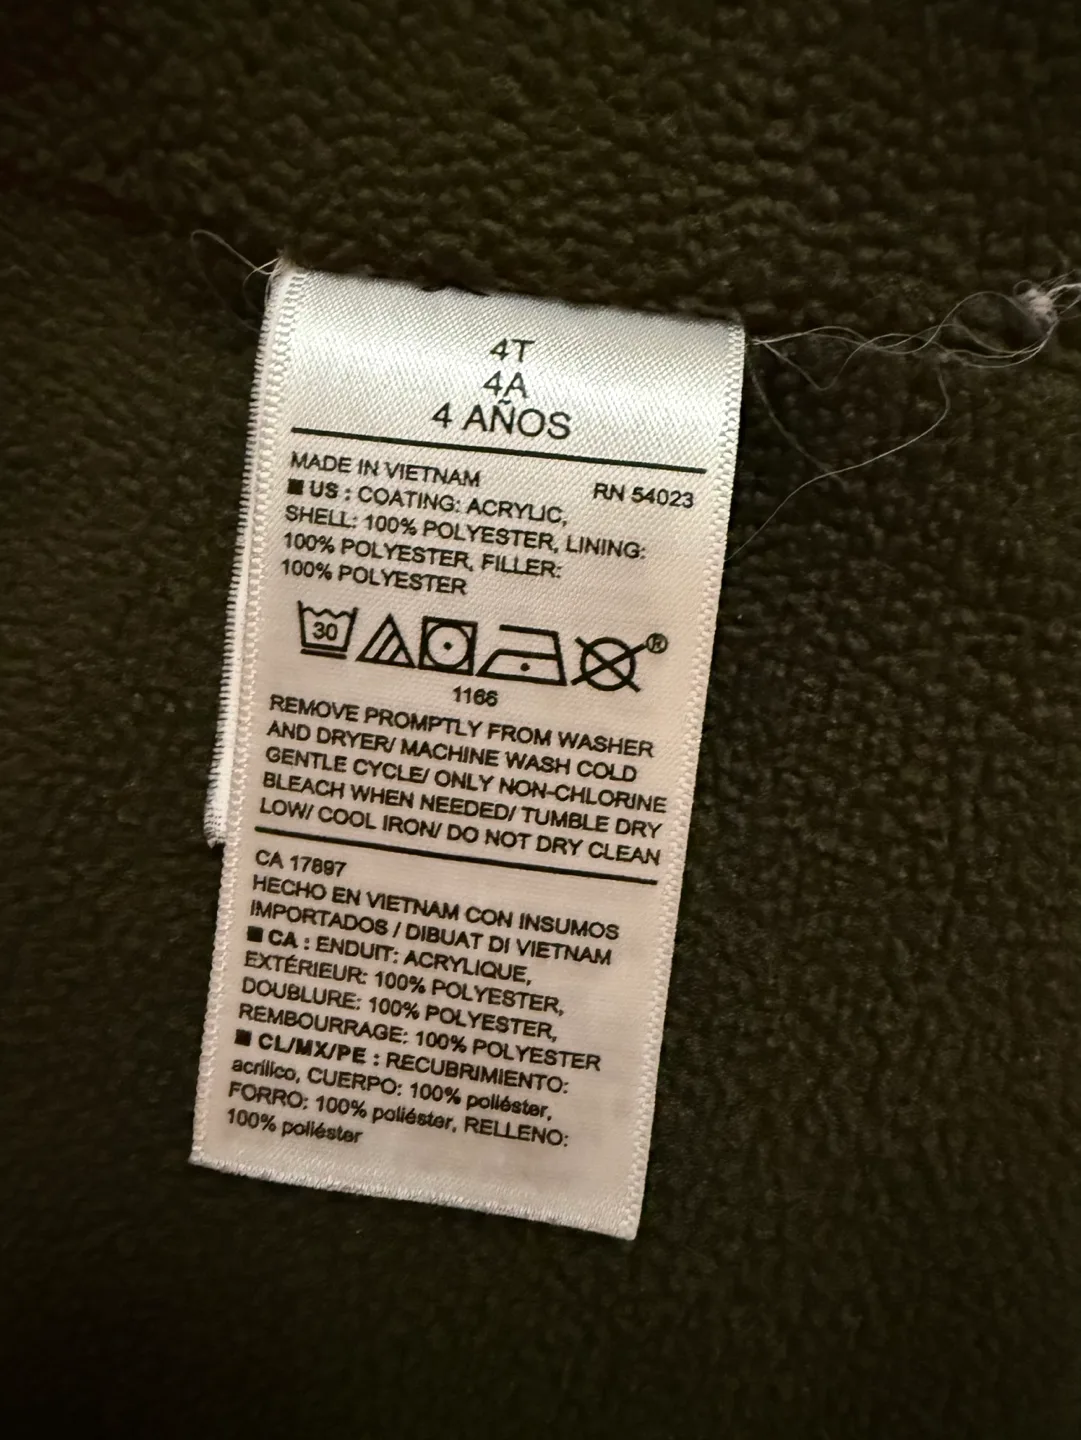 4T
4A
4 AÑOS
MADE IN VIETNAM RN 54023
■ US : COATING: ACRYLIC,
SHELL: 100% POLYESTER, LINING:
100% POLYESTER, FILLER:
100% POLYESTER
30 ®
1166
REMOVE PROMPTLY FROM WASHER
AND DRYER/ MACHINE WASH COLD
GENTLE CYCLE/ ONLY NON-CHLORINE
BLEACH WHEN NEEDED/ TUMBLE DRY
LOW/ COOL IRON/ DO NOT DRY CLEAN
CA 17897
HECHO EN VIETNAM CON INSUMOS
IMPORTADOS / DIBUAT DI VIETNAM
■ CA : ENDUIT: ACRYLIQUE,
EXTÉRIEUR: 100% POLYESTER,
DOUBLURE: 100% POLYESTER,
REMBOURRAGE: 100% POLYESTER
■ CL/MX/PE : RECUBRIMIENTO:
acrílico, CUERPO: 100% poliéster,
FORRO: 100% poliéster, RELLENO:
100% poliéster